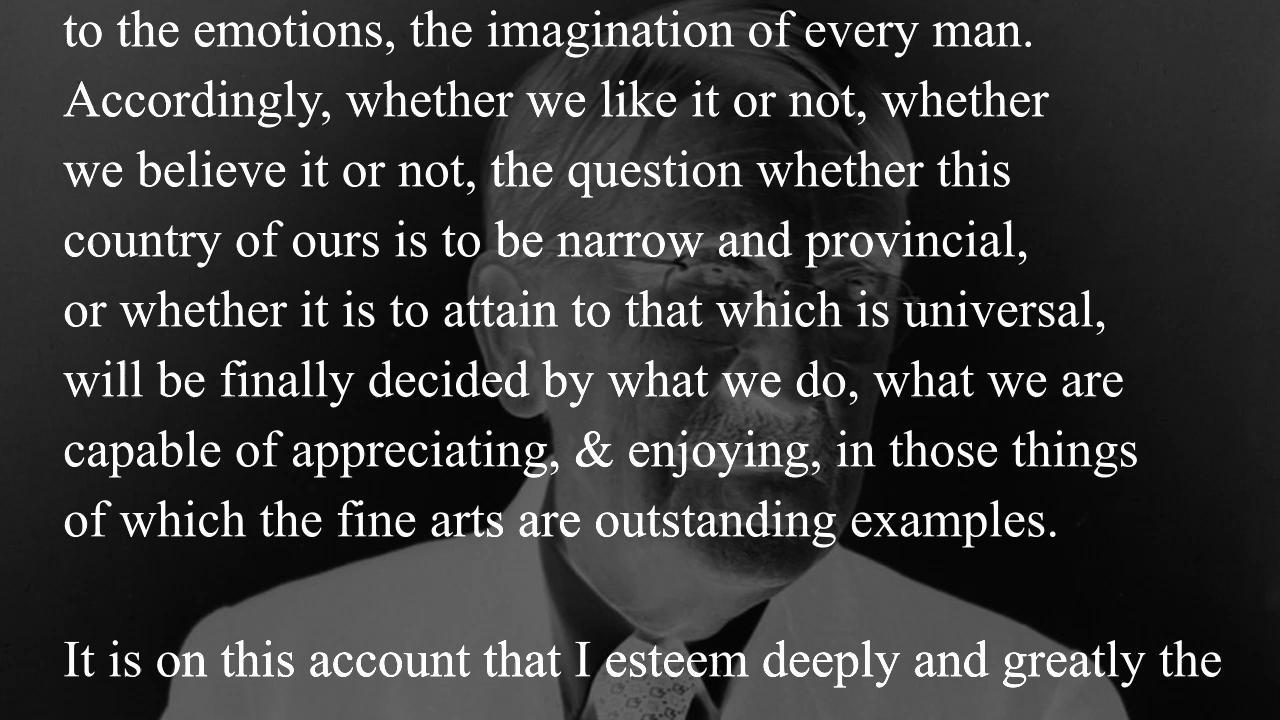 to the emotions, the imagination of every man.
Accordingly, whether we like it or not, whether
we believe it or not, the question whether this
country of ours is to be narrow and provincial,
or whether it is to attain to that which is universal,
will be finally decided by what we do, what we are
capable of appreciating, & enjoying, in those things
of which the fine arts are outstanding examples.
It is on this account that I esteem deeply and greatly the